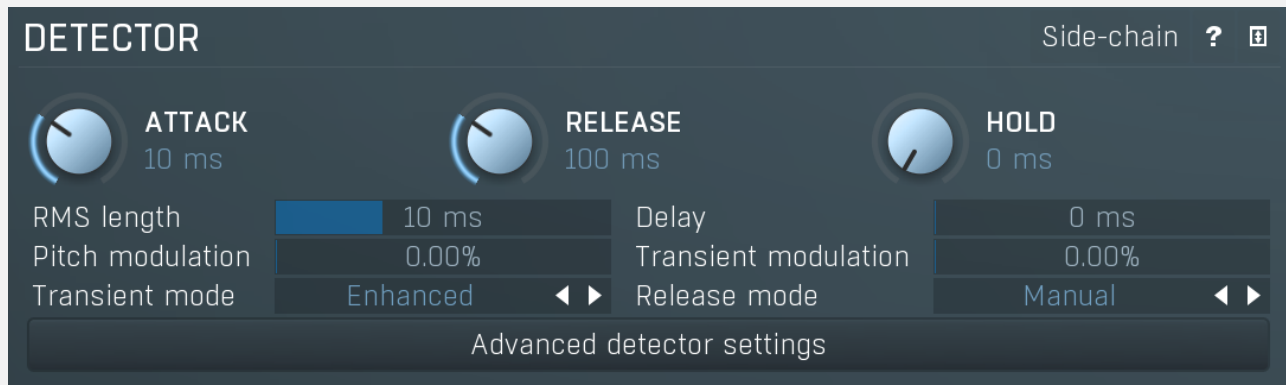 DETECTOR Side-chain ?
ATTACK RELEASE HOLD
10 ms 100 ms 0 ms
RMS length 10 ms Delay 0 ms
Pitch modulation 0.00% Transient modulation 0.00%
Transient mode Enhanced Release mode Manual
Advanced detector settings